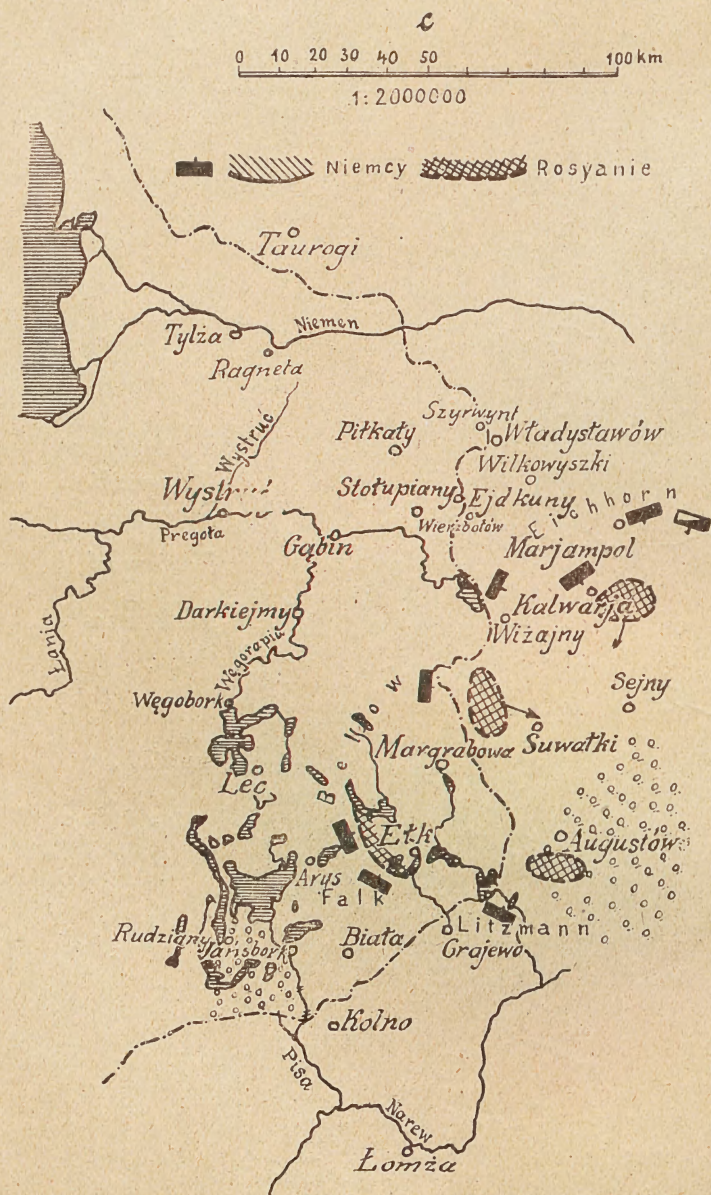 c
0 10 20 30 40 50 100 km
1:2000000
Niemcy Rosyanie
Taurogi
Niemen
Tylża
Ragneta
Szyrwynt
Władysławów
Wystruć
Piłkały
Wilkowyszki
Stołupiany
Ejdkuny
Eichhorn
Wierzbołów
Pregoła
Gąbin
Marjampol
Kalwarja
Darkiejmy
Wiżajny
Łania
Węgorapia
Sejny
Węgobork
Below
Margrabowa
Suwałki
Lec
Ełk
Augustów
Arys
Falk
Litzmann
Rudziany
Jańsbork
Biała
Grajewo
Kolno
Pisa
Narew
Łomża